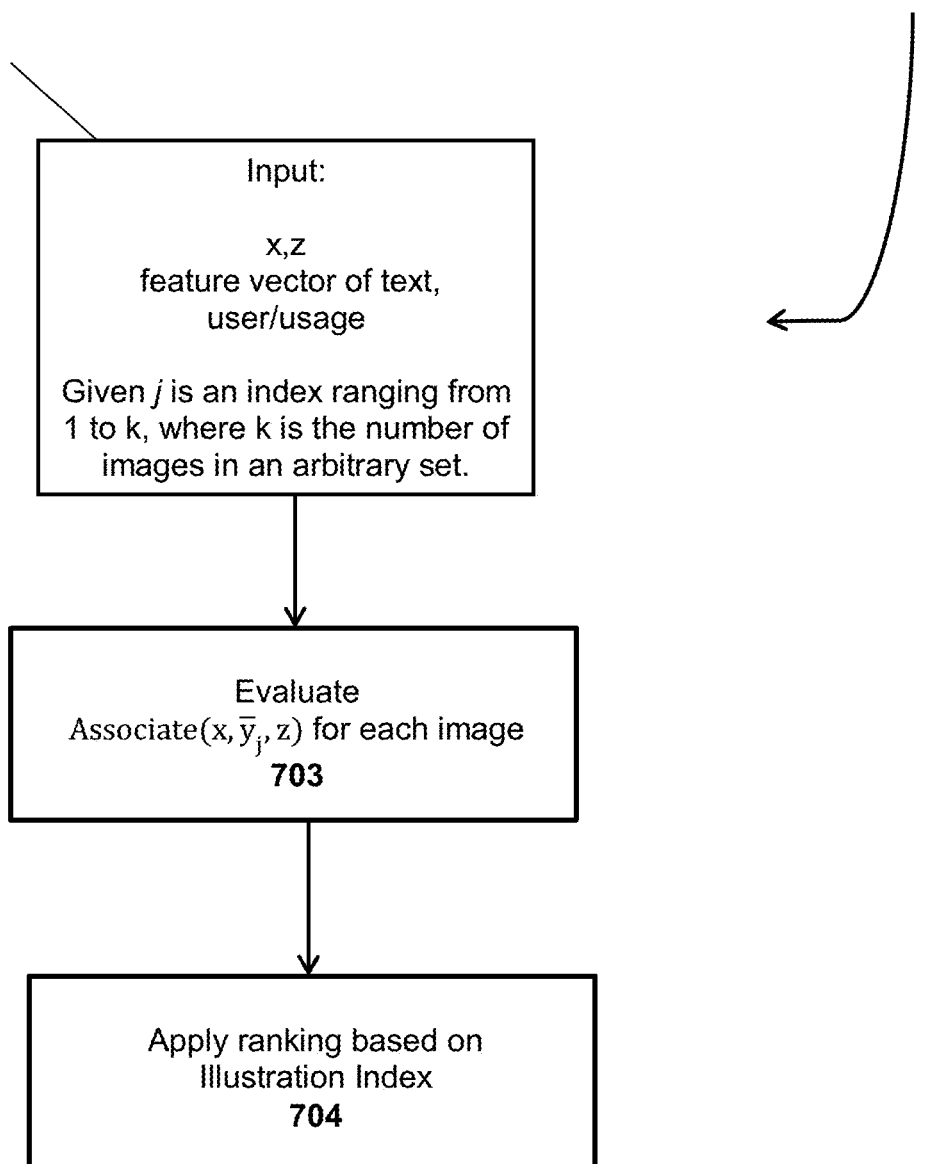 Input:
x,z
feature vector of text,
user/usage
Given j is an index ranging from
1 to k, where k is the number of
images in an arbitrary set.
Evaluate
Associate(x, y̅ⱼ, z) for each image
703
Apply ranking based on
Illustration Index
704